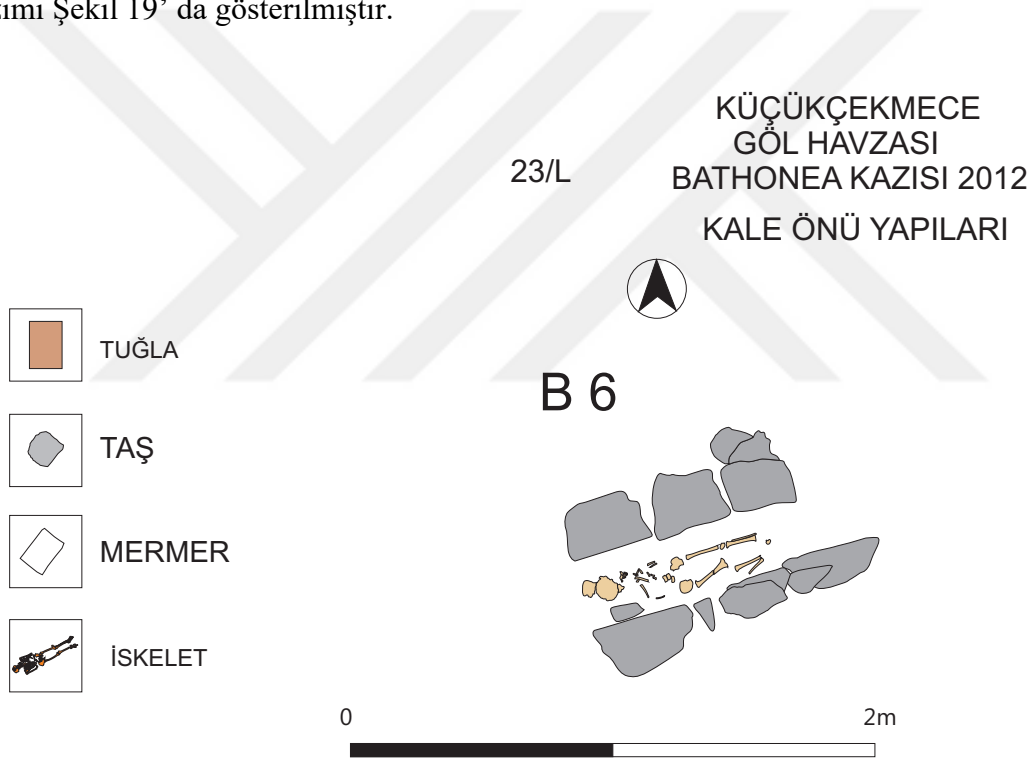 zımı Şekil 19’ da gösterilmiştir.
KÜÇÜKÇEKMECE
GÖL HAVZASI
23/L
BATHONEA KAZISI 2012
KALE ÖNÜ YAPILARI
TUĞLA
B 6
TAŞ
MERMER
İSKELET
0
2m